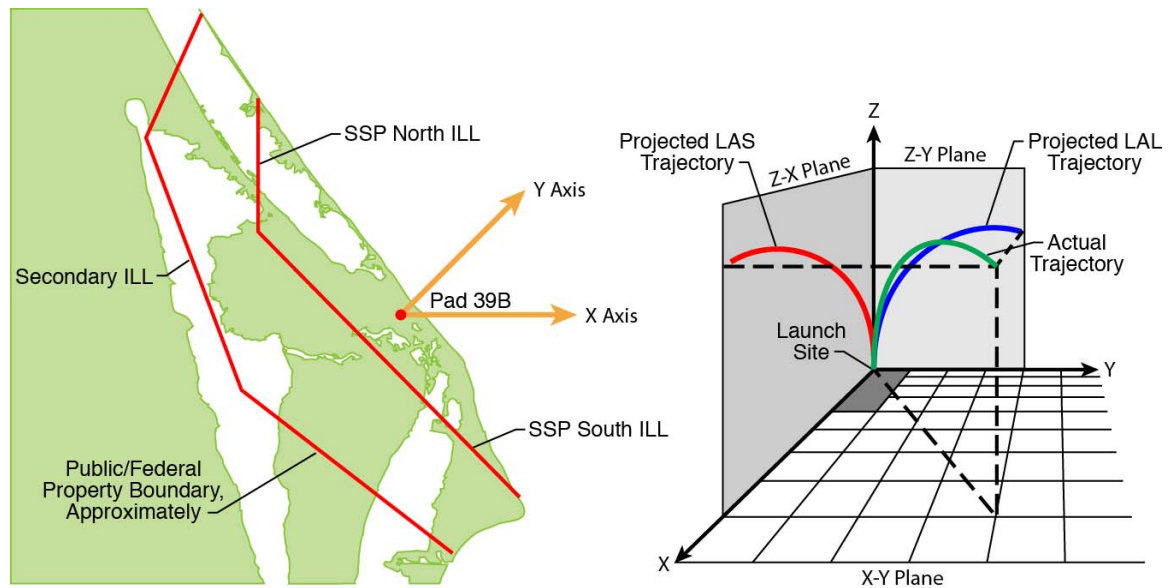 SSP North ILL
Y Axis
Secondary ILL
Pad 39B
X Axis
SSP South ILL
Public/Federal
Property Boundary,
Approximately
Z
Projected LAS
Trajectory
Z-X Plane
Z-Y Plane
Projected LAL
Trajectory
Actual
Trajectory
Launch
Site
Y
X
X-Y Plane